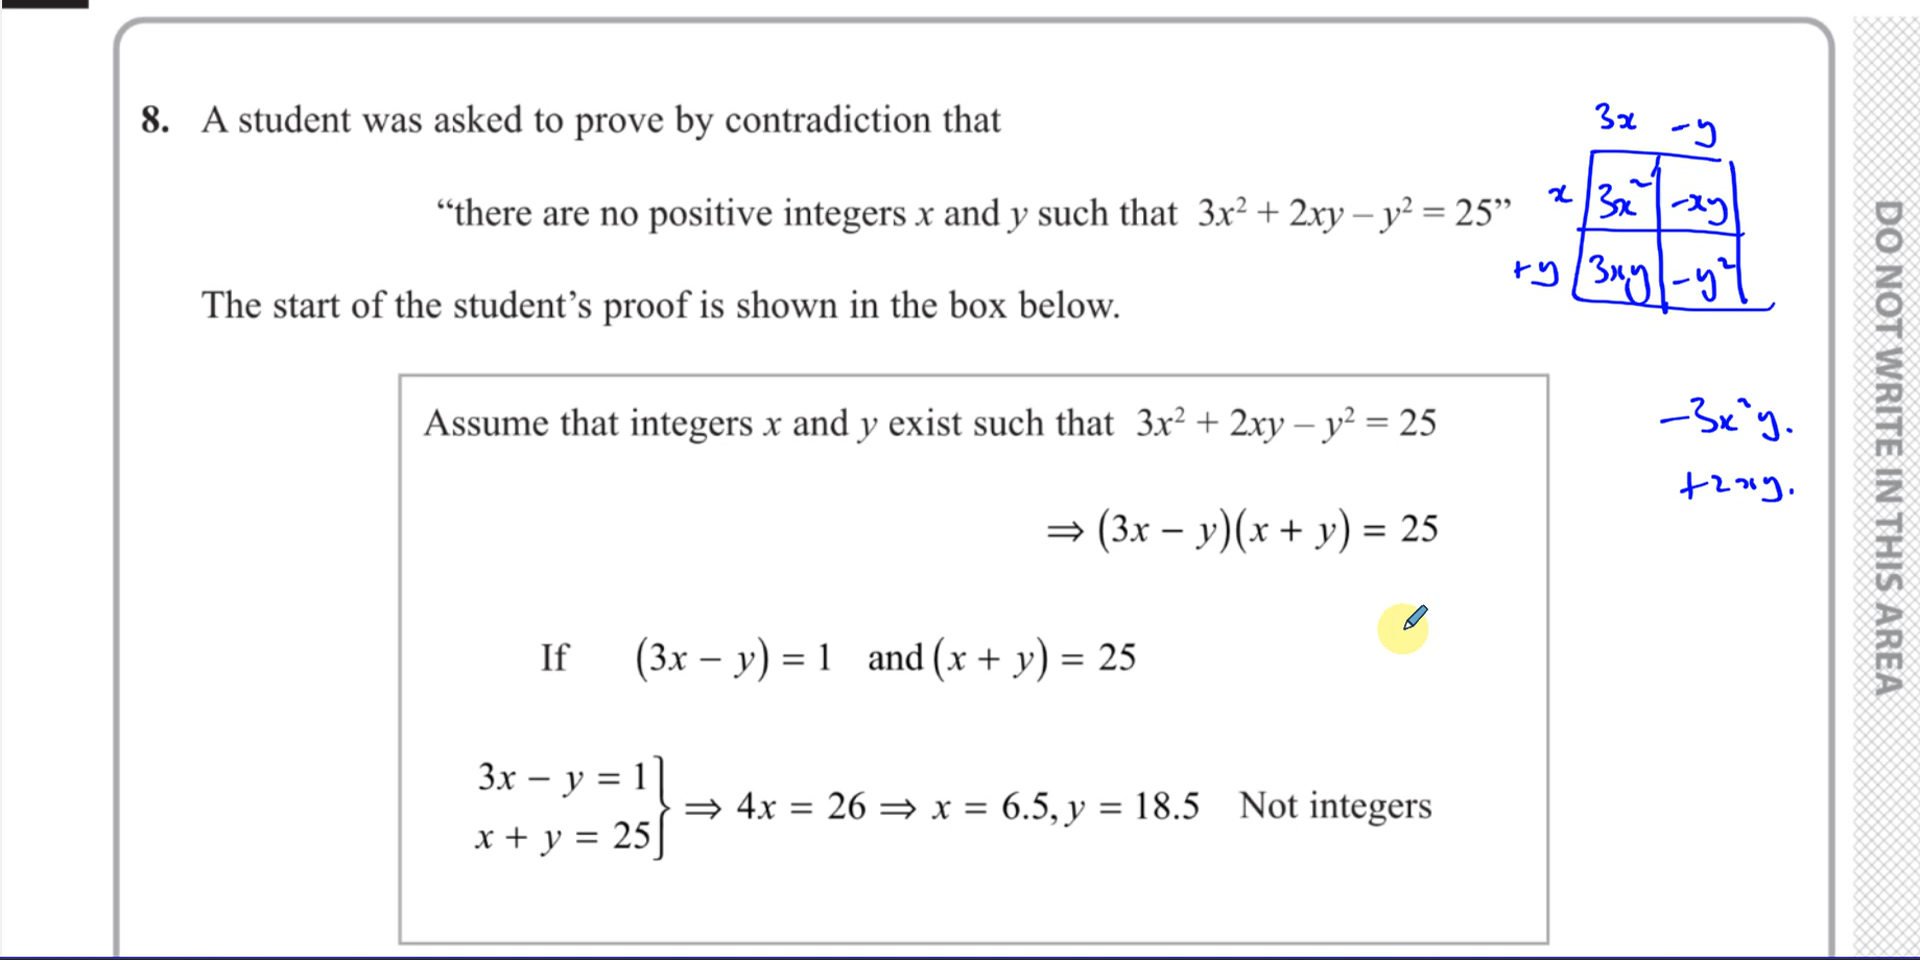 8. A student was asked to prove by contradiction that
“there are no positive integers x and y such that 3x² + 2xy – y² = 25”
The start of the student’s proof is shown in the box below.
Assume that integers x and y exist such that 3x² + 2xy – y² = 25
⇒ (3x – y)(x + y) = 25
If (3x – y) = 1 and (x + y) = 25
3x – y = 1
x + y = 25
} ⇒ 4x = 26 ⇒ x = 6.5, y = 18.5 Not integers
3x -y
x 3x² -xy
+y 3xy -y²
-3x²y.
+2xy.
DO NOT WRITE IN THIS AREA